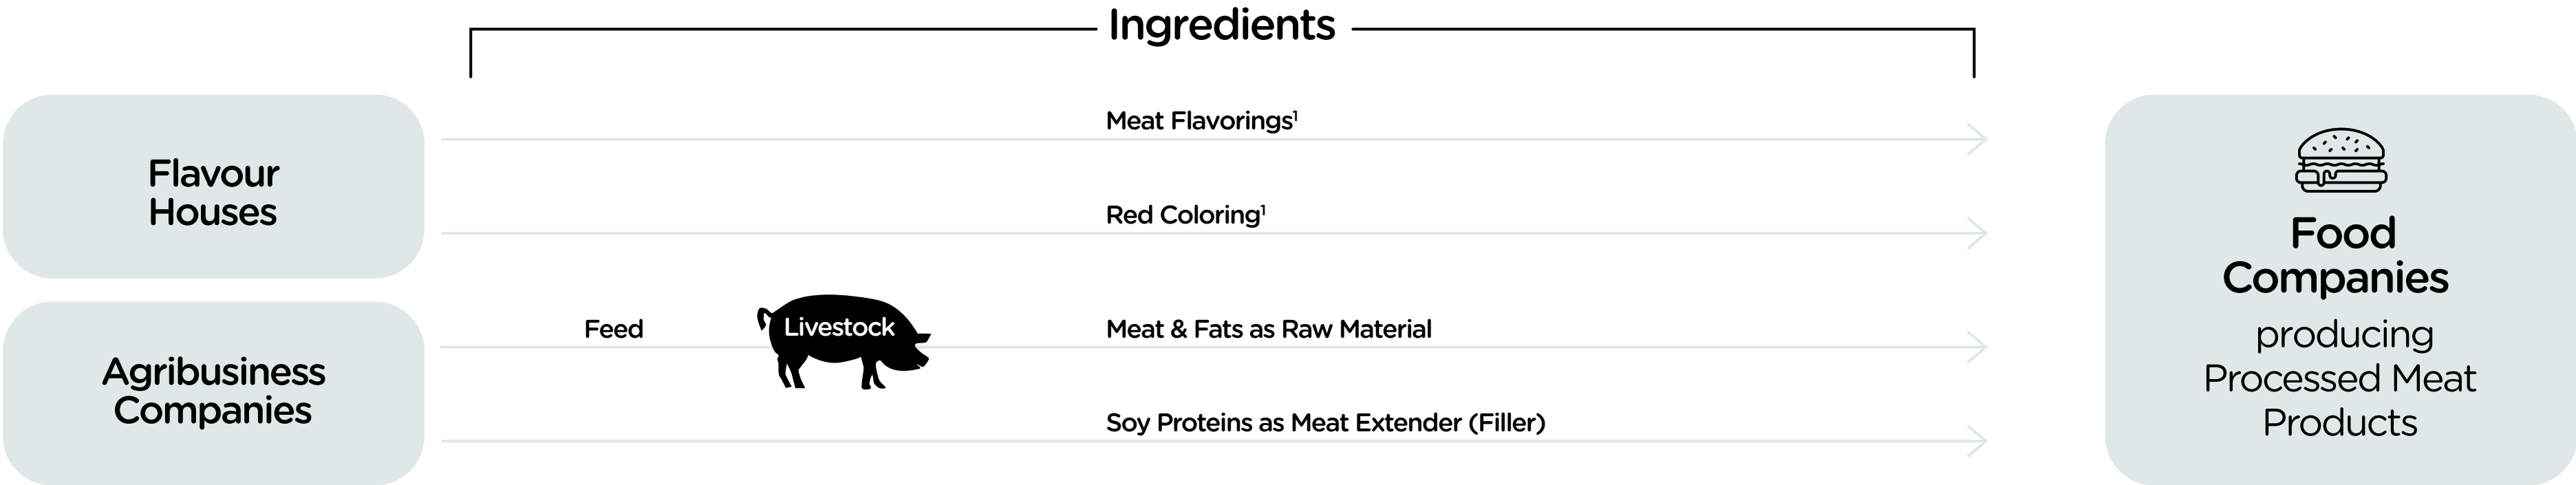 Ingredients
Flavour
Houses
Meat Flavorings¹
Red Coloring¹
Agribusiness
Companies
Feed
Livestock
Meat & Fats as Raw Material
Soy Proteins as Meat Extender (Filler)
Food
Companies
producing
Processed Meat
Products